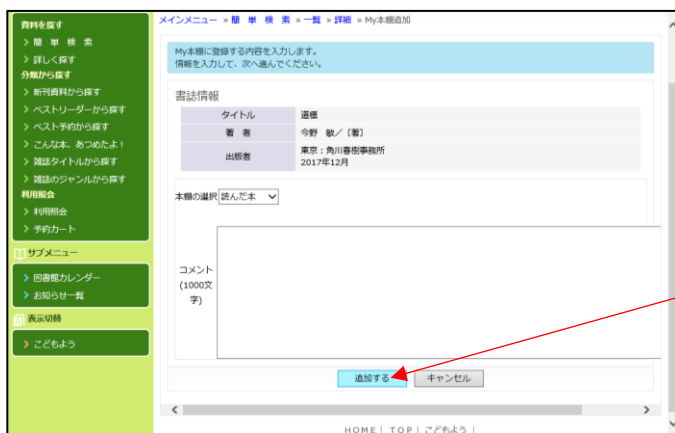 資料を探す
簡 単 検 索
詳しく探す
分類から探す
新刊資料から探す
ベストリーダーから探す
ベスト予約から探す
こんな本、あつめたよ！
雑誌タイトルから探す
雑誌のジャンルから探す
利用照会
利用照会
予約カート
サブメニュー
図書館カレンダー
お知らせ一覧
表示切替
こどもよう
メインメニュー » 簡 単 検 索 » 一覧 » 詳細 » My本棚追加
My本棚に登録する内容を入力します。
情報を入力して、次へ進んでください。
書誌情報
タイトル 道標
著 者 今野 敏／〔著〕
出版者 東京：角川春樹事務所
2017年12月
本棚の選択 読んだ本
コメント
(1000文
字)
追加する キャンセル
HOME | TOP | こどもよう |